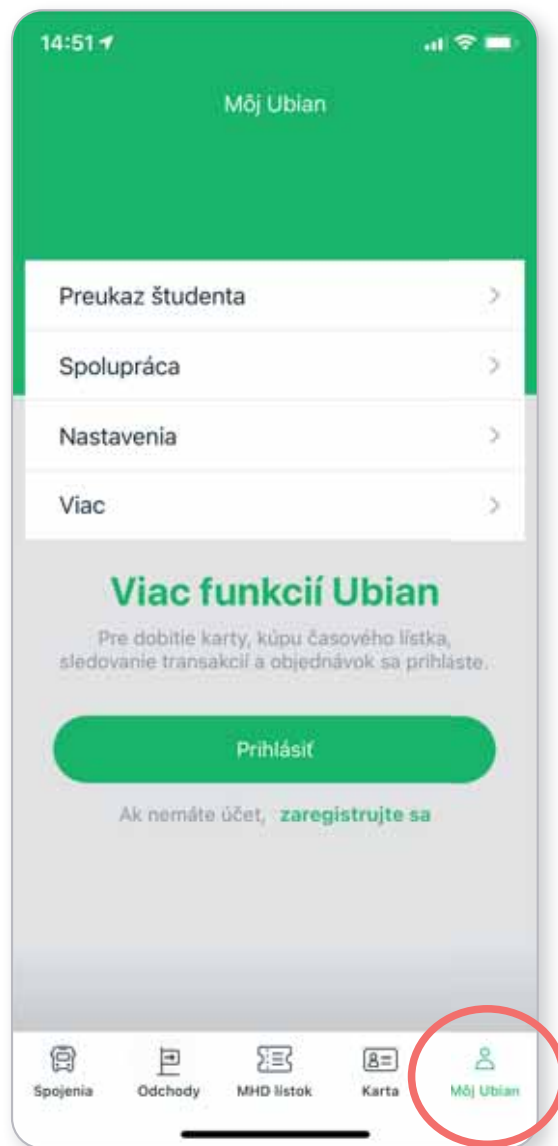 14:51
Môj Ubian
Preukaz študenta
Spolupráca
Nastavenia
Viac
Viac funkcií Ubian
Pre dobitie karty, kúpu časového lístka,
sledovanie transakcií a objednávok sa prihláste.
Prihlásiť
Ak nemáte účet, zaregistrujte sa
Spojenia
Odchody
MHD lístok
Karta
Môj Ubian